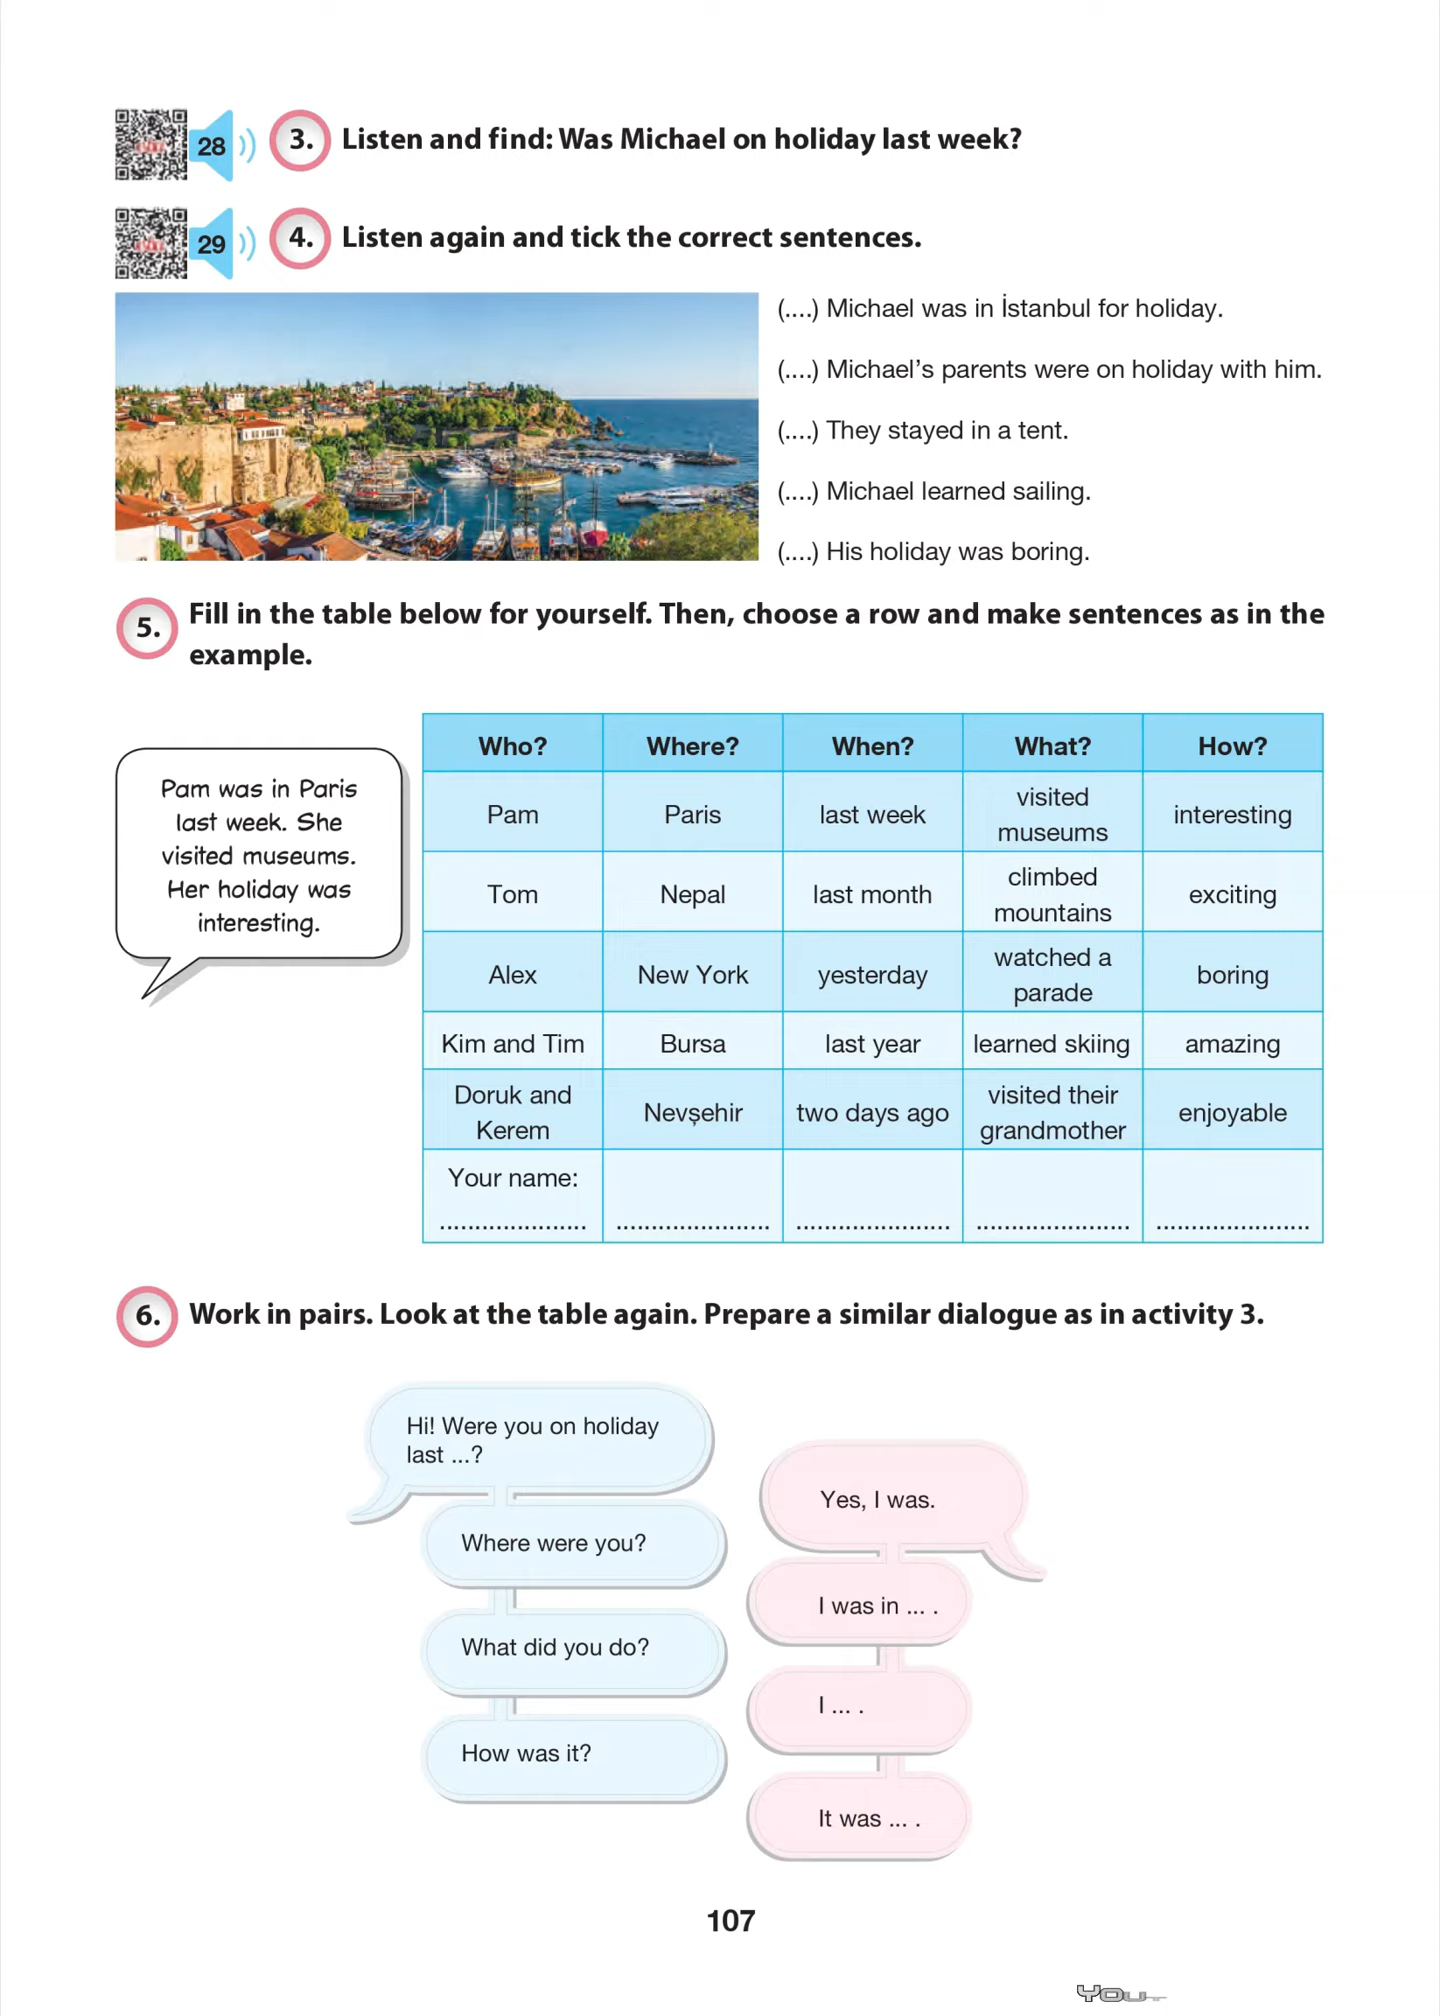 28
3. Listen and find: Was Michael on holiday last week?
29
4. Listen again and tick the correct sentences.
(....) Michael was in İstanbul for holiday.
(....) Michael's parents were on holiday with him.
(....) They stayed in a tent.
(....) Michael learned sailing.
(....) His holiday was boring.
5. Fill in the table below for yourself. Then, choose a row and make sentences as in the
example.
Pam was in Paris
last week. She
visited museums.
Her holiday was
interesting.
Who? Where? When? What? How?
Pam Paris last week visited museums interesting
Tom Nepal last month climbed mountains exciting
Alex New York yesterday watched a parade boring
Kim and Tim Bursa last year learned skiing amazing
Doruk and Kerem Nevşehir two days ago visited their grandmother enjoyable
Your name:
..................... ...................... ...................... ...................... ......................
6. Work in pairs. Look at the table again. Prepare a similar dialogue as in activity 3.
Hi! Were you on holiday
last ...?
Yes, I was.
Where were you?
I was in ... .
What did you do?
I ... .
How was it?
It was ... .
107